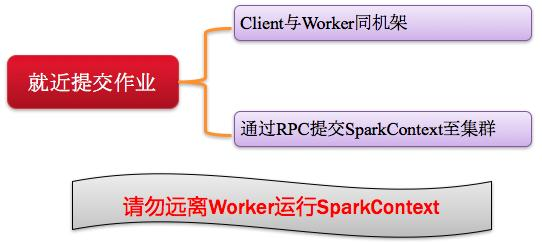 就近提交作业
Client与Worker同机架
通过RPC提交SparkContext至集群
请勿远离Worker运行SparkContext